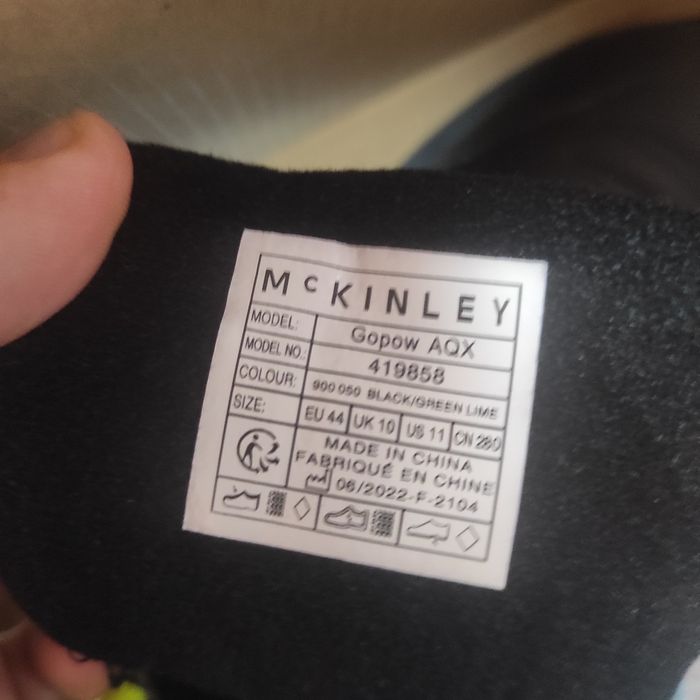 McKINLEY
MODEL: Gopow AQX
MODEL NO.: 419858
COLOUR: 900 050 BLACK/GREEN LIME
SIZE: EU 44 UK 10 US 11 CN 280
MADE IN CHINA
FABRIQUÉ EN CHINE
06/2022-F-2104